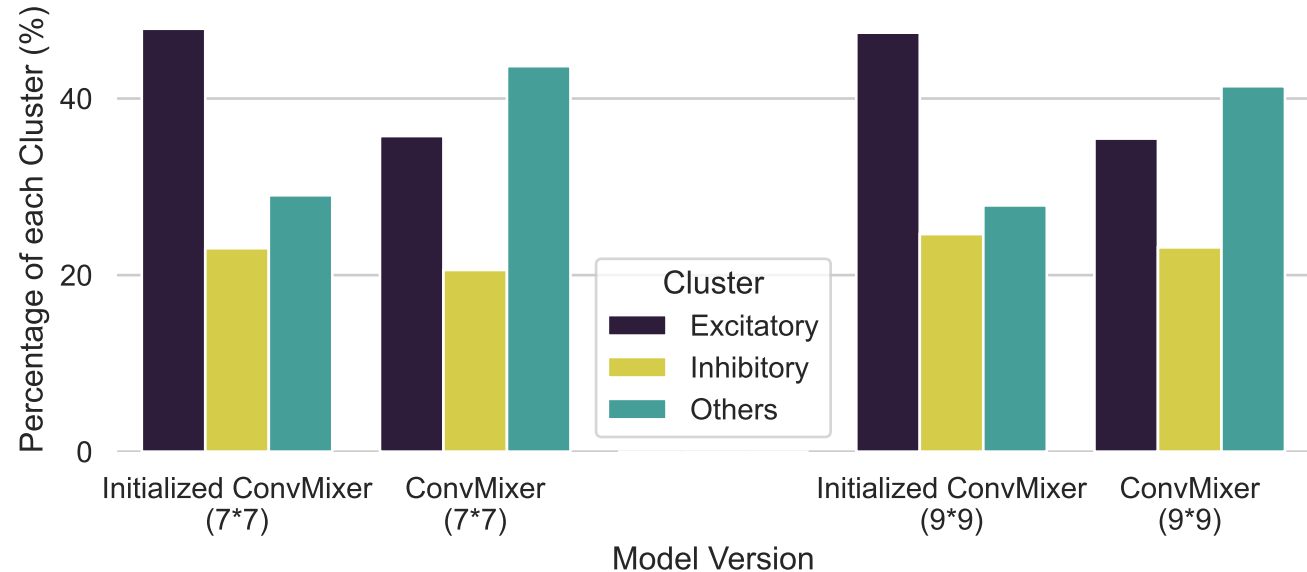 Percentage of each Cluster (%)
40
20
0
Cluster
Excitatory
Inhibitory
Others
Initialized ConvMixer
(7*7)
ConvMixer
(7*7)
Initialized ConvMixer
(9*9)
ConvMixer
(9*9)
Model Version